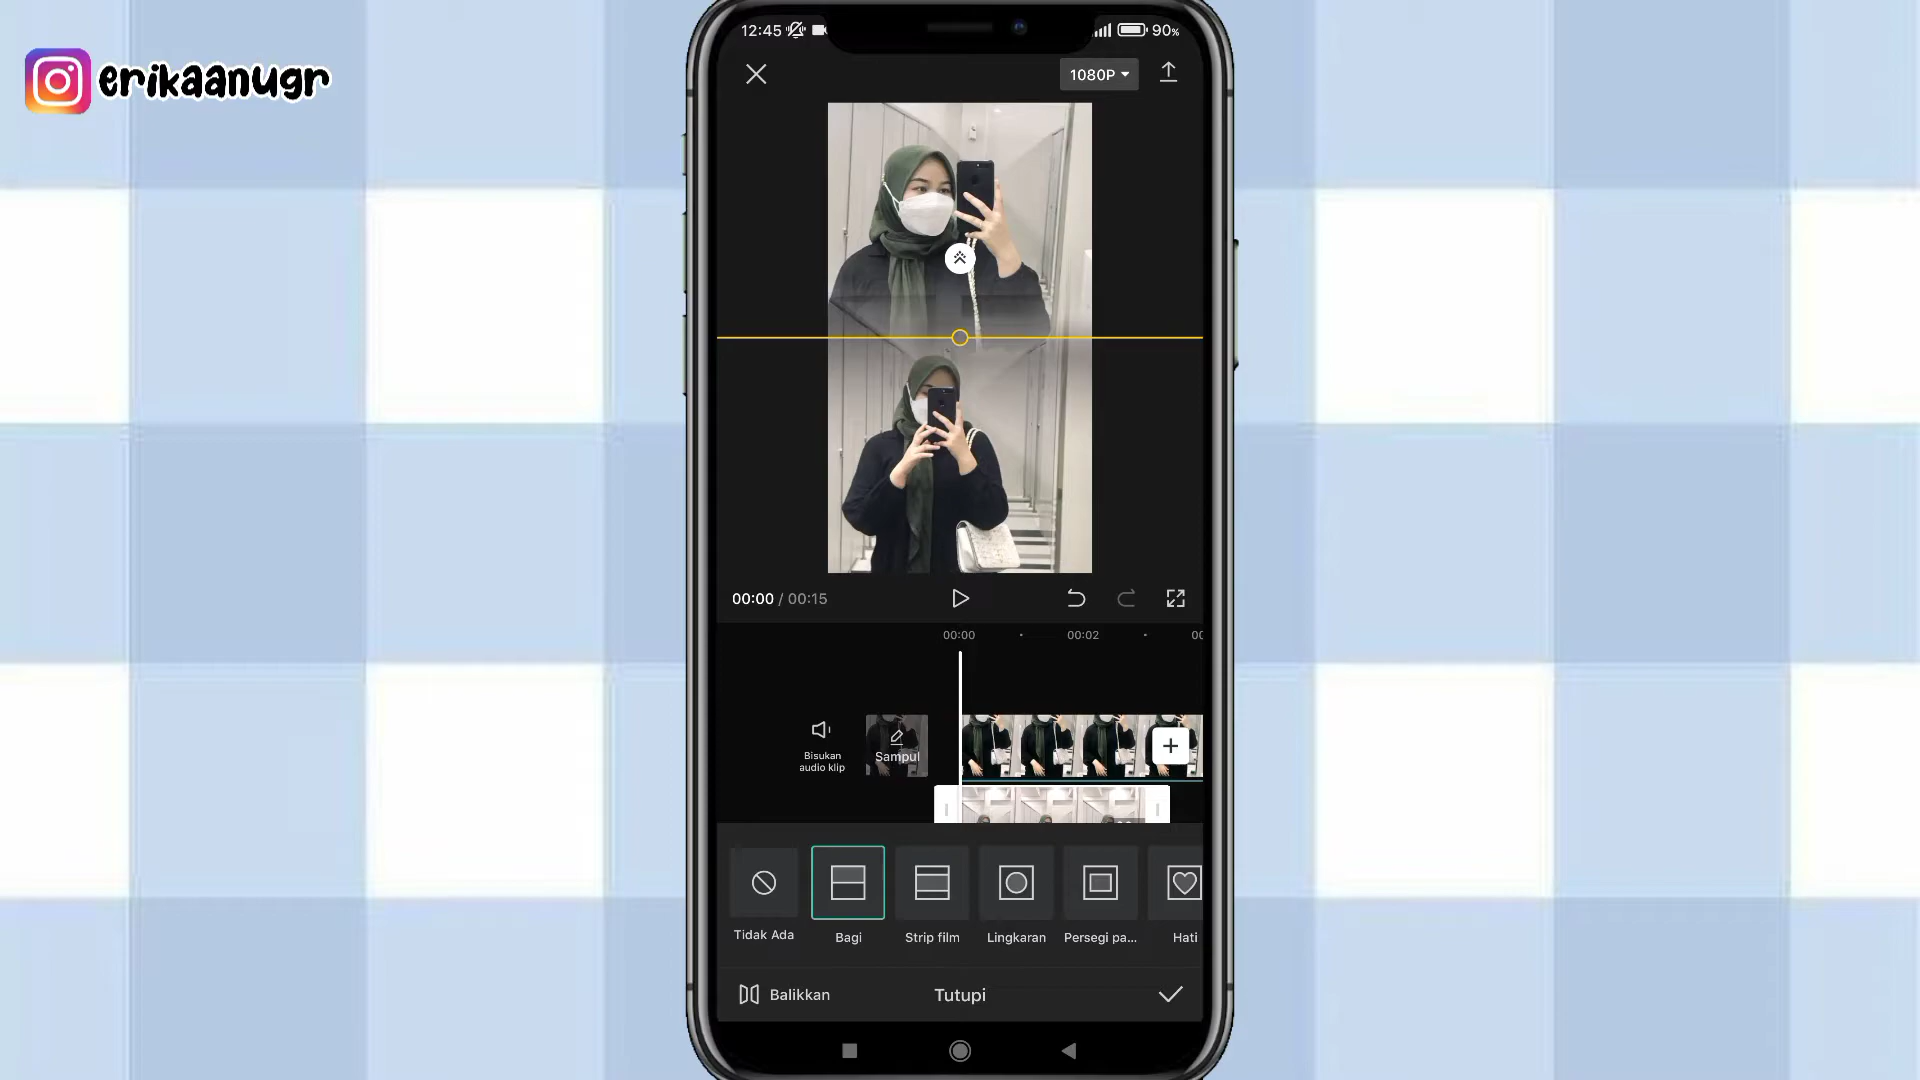 erikaanugr
12:45
90%
1080P
00:00 / 00:15
00:00
00:02
00
Bisukan
audio klip
Sampul
Tidak Ada
Bagi
Strip film
Lingkaran
Persegi pa...
Hati
Balikkan
Tutupi